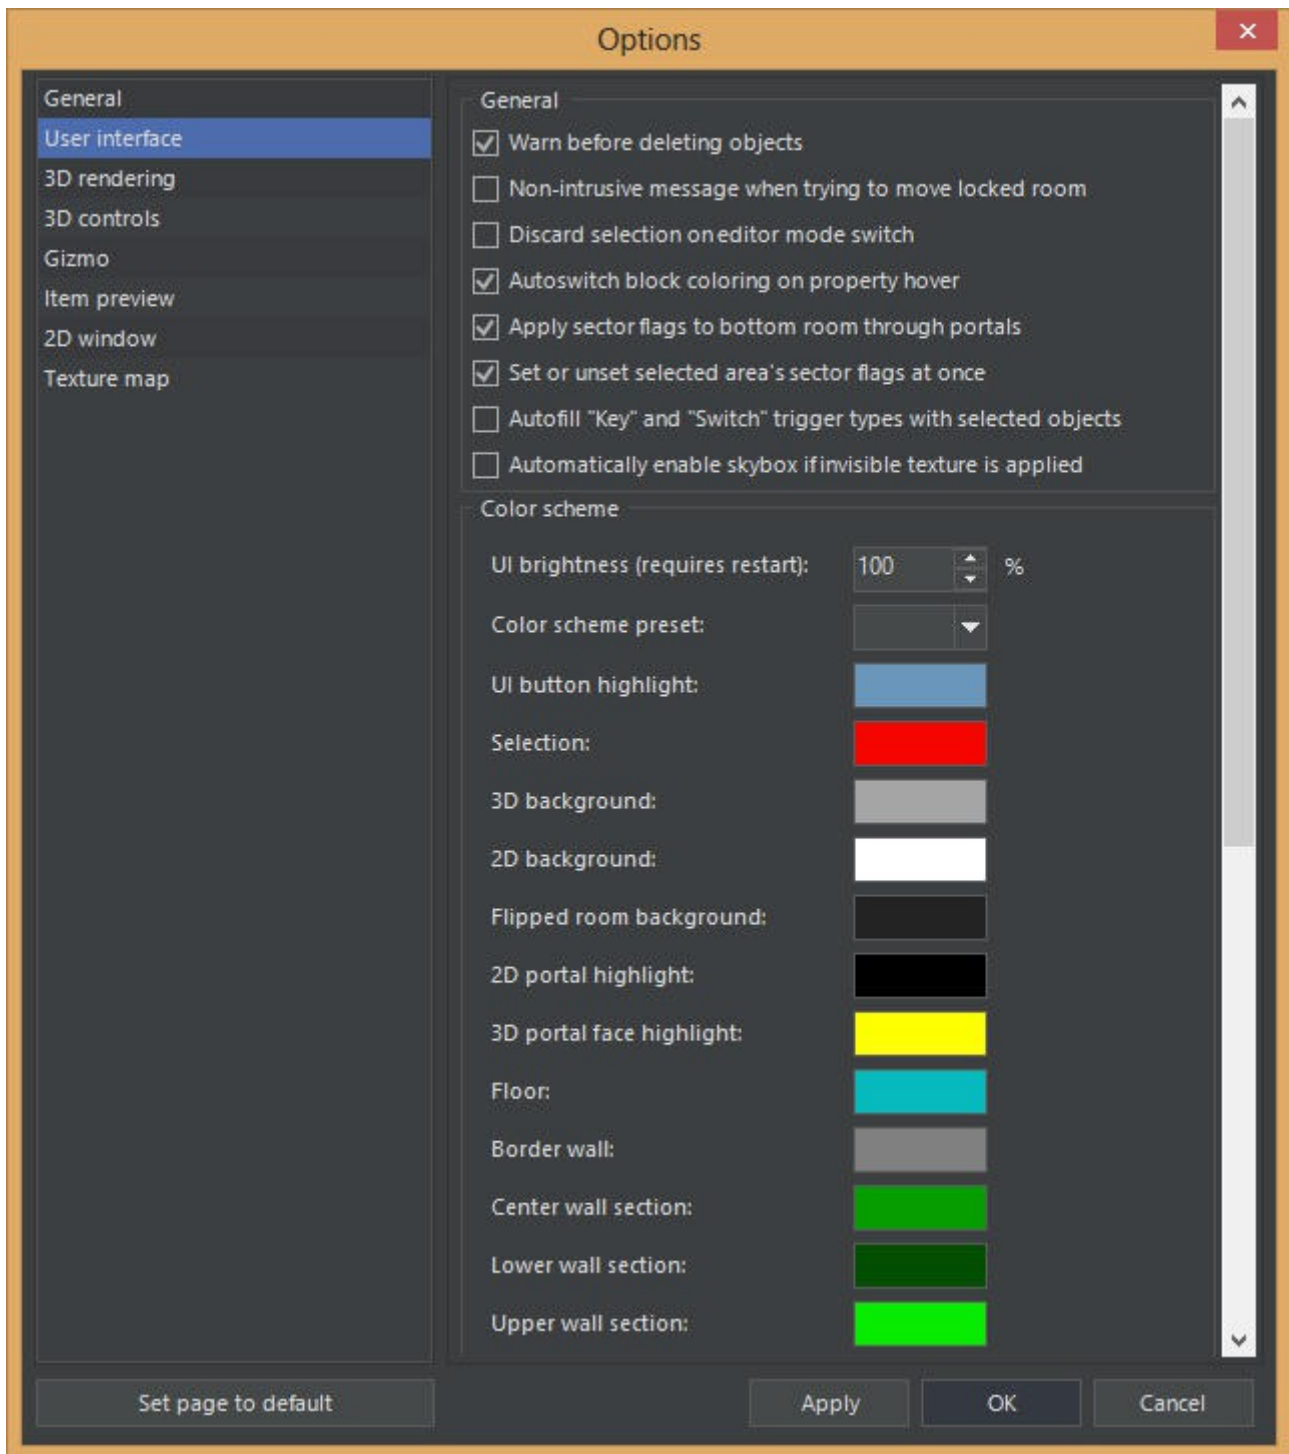 Options
General
User interface
3D rendering
3D controls
Gizmo
Item preview
2D window
Texture map
General
Warn before deleting objects
Non-intrusive message when trying to move locked room
Discard selection on editor mode switch
Autoswitch block coloring on property hover
Apply sector flags to bottom room through portals
Set or unset selected area's sector flags at once
Autofill "Key" and "Switch" trigger types with selected objects
Automatically enable skybox if invisible texture is applied
Color scheme
UI brightness (requires restart): 100 %
Color scheme preset:
UI button highlight:
Selection:
3D background:
2D background:
Flipped room background:
2D portal highlight:
3D portal face highlight:
Floor:
Border wall:
Center wall section:
Lower wall section:
Upper wall section:
Set page to default Apply OK Cancel